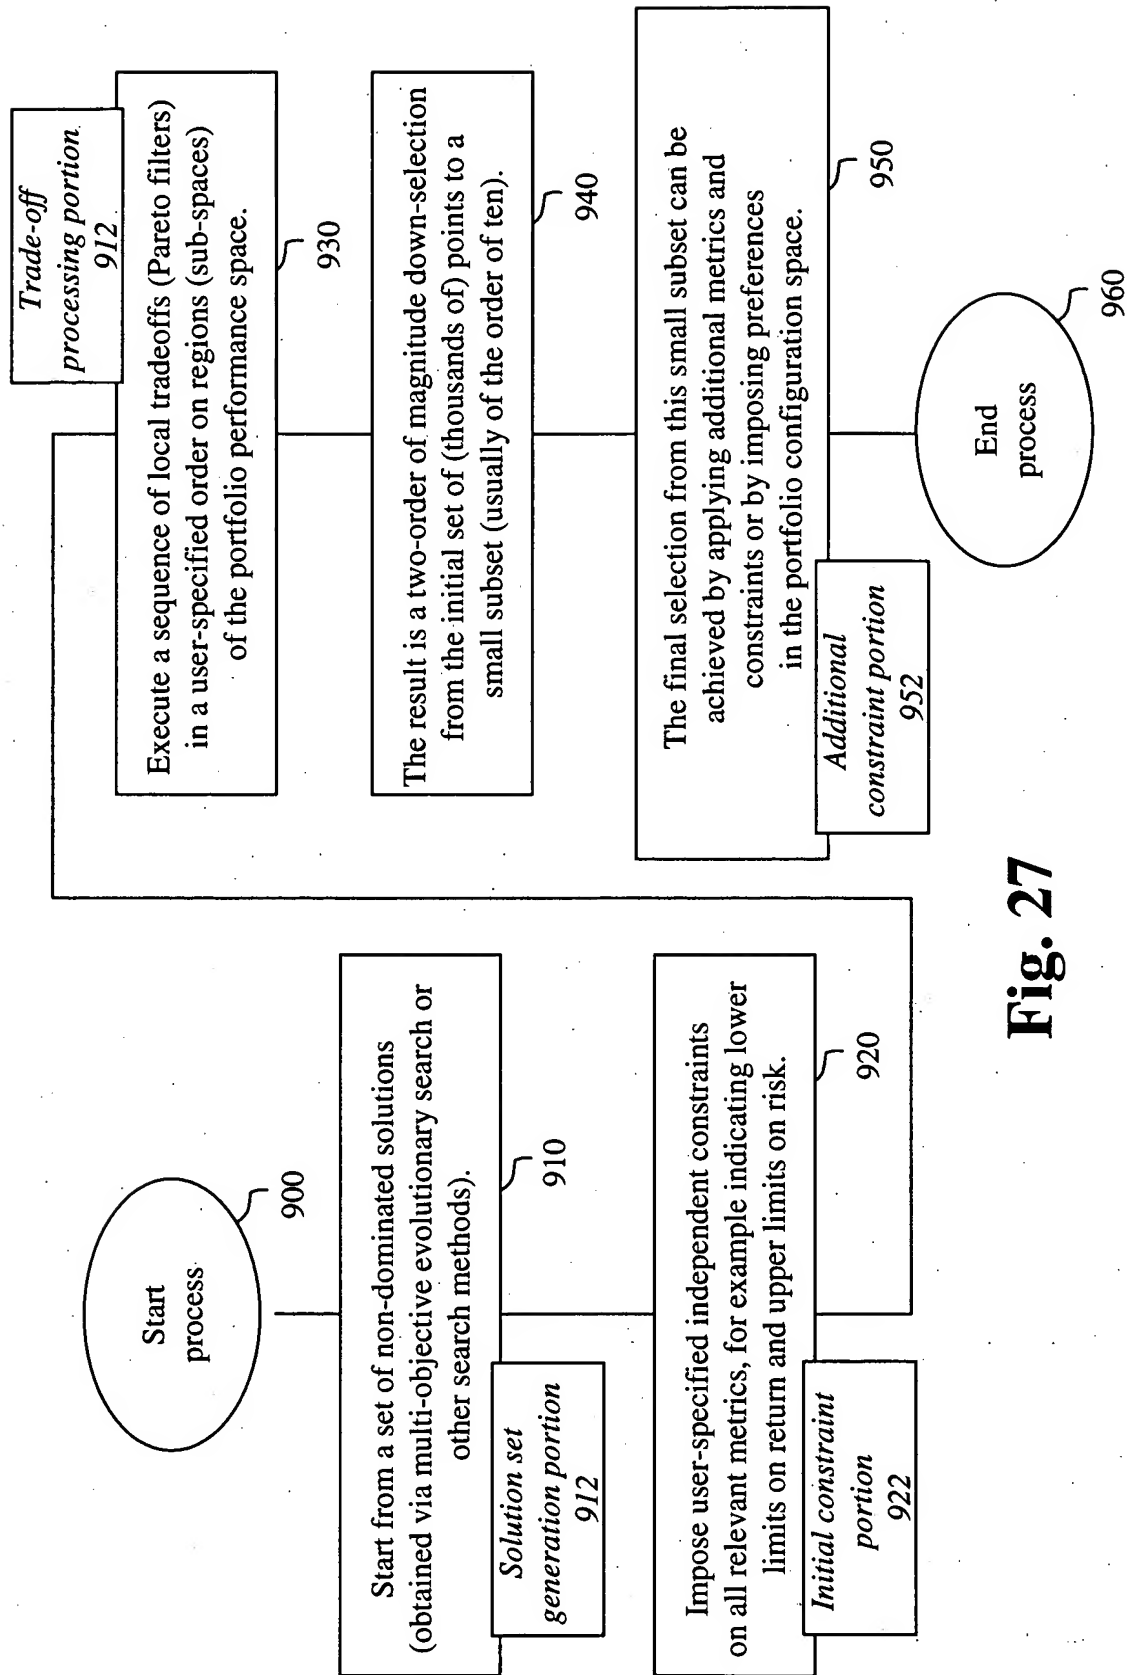 Start
process
900
Start from a set of non-dominated solutions
(obtained via multi-objective evolutionary search or
other search methods).
910
Solution set
generation portion
912
Impose user-specified independent constraints
on all relevant metrics, for example indicating lower
limits on return and upper limits on risk.
920
Initial constraint
portion
922
Trade-off
processing portion
912
Execute a sequence of local tradeoffs (Pareto filters)
in a user-specified order on regions (sub-spaces)
of the portfolio performance space.
930
The result is a two-order of magnitude down-selection
from the initial set of (thousands of) points to a
small subset (usually of the order of ten).
940
The final selection from this small subset can be
achieved by applying additional metrics and
constraints or by imposing preferences
in the portfolio configuration space.
950
Additional
constraint portion
952
End
process
960
Fig. 27